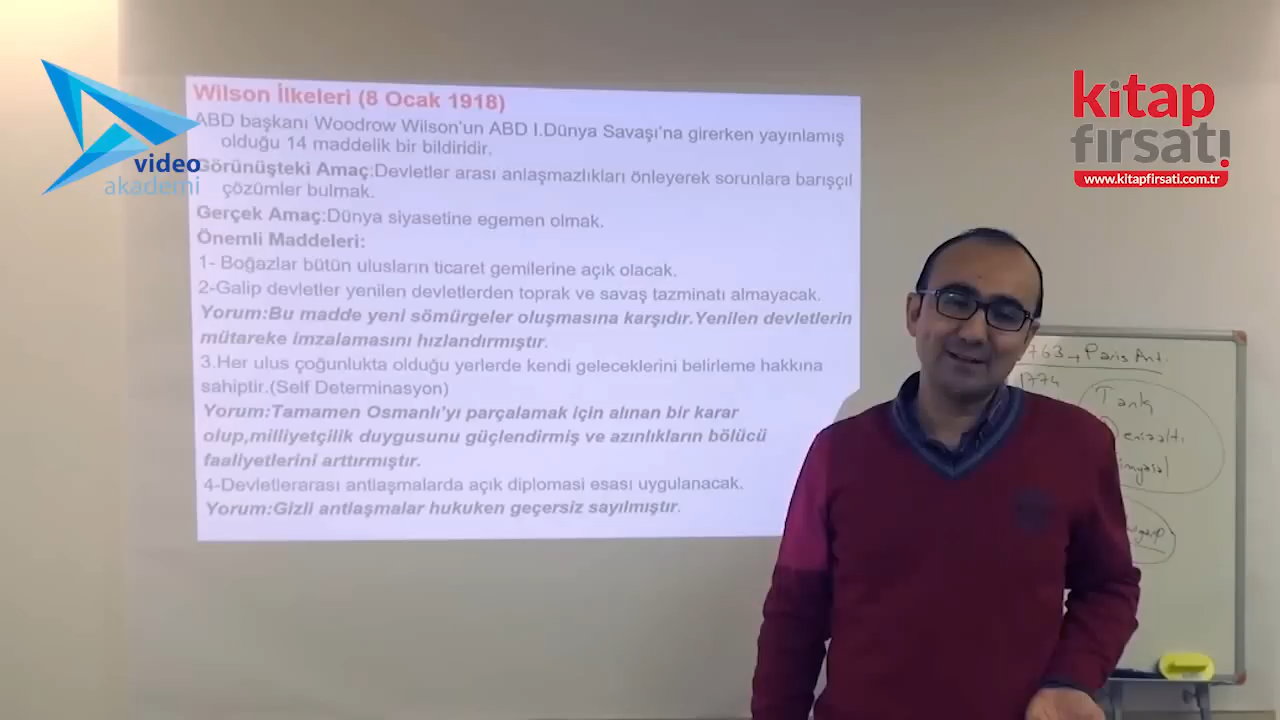 Wilson İlkeleri (8 Ocak 1918)
ABD başkanı Woodrow Wilson'un ABD I.Dünya Savaşı'na girerken yayınlamış
olduğu 14 maddelik bir bildiridir.
Görünüşteki Amaç:Devletler arası anlaşmazlıkları önleyerek sorunlara barışçıl
çözümler bulmak.
Gerçek Amaç:Dünya siyasetine egemen olmak.
Önemli Maddeleri:
1- Boğazlar bütün ulusların ticaret gemilerine açık olacak.
2-Galip devletler yenilen devletlerden toprak ve savaş tazminatı almayacak.
Yorum:Bu madde yeni sömürgeler oluşmasına karşıdır.Yenilen devletlerin
mütareke imzalamasını hızlandırmıştır.
3.Her ulus çoğunlukta olduğu yerlerde kendi geleceklerini belirleme hakkına
sahiptir.(Self Determinasyon)
Yorum:Tamamen Osmanlı'yı parçalamak için alınan bir karar
olup,milliyetçilik duygusunu güçlendirmiş ve azınlıkların bölücü
faaliyetlerini arttırmıştır.
4-Devletlerarası antlaşmalarda açık diplomasi esası uygulanacak.
Yorum:Gizli antlaşmalar hukuken geçersiz sayılmıştır.
video
akademi
kitap
fırsatı
www.kitapfirsati.com.tr
763 → Paris Ant.
1774
Tank
enizaltı
imyasal